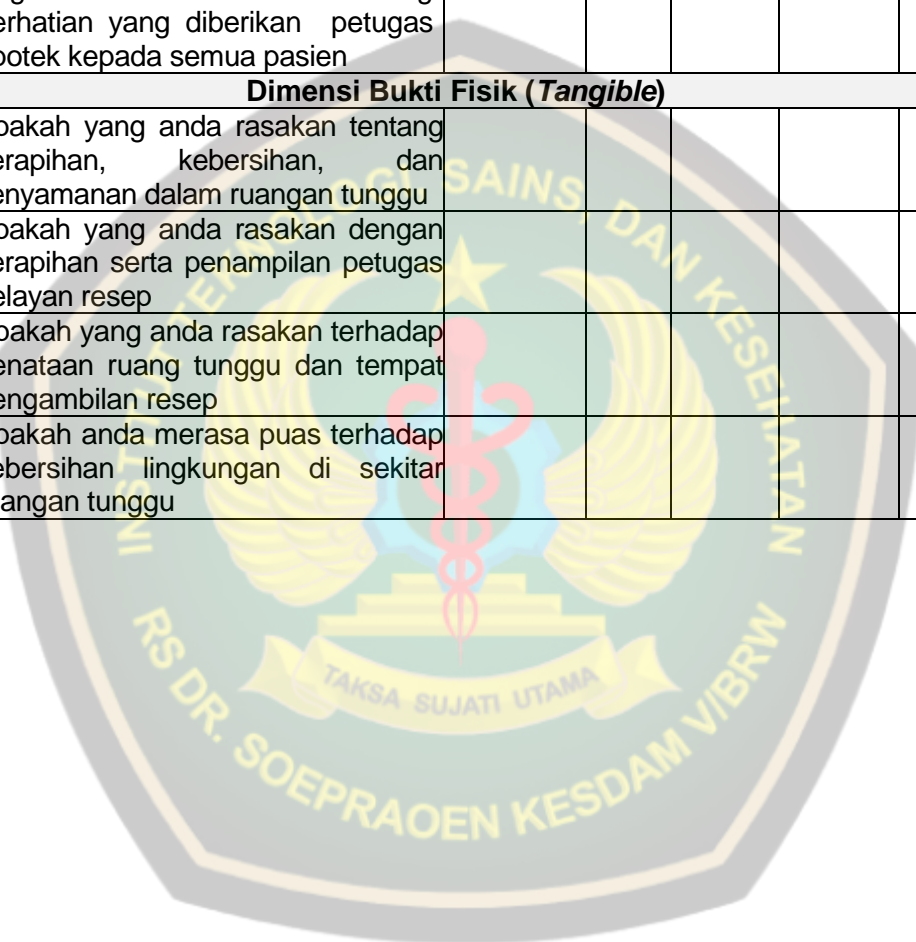 erhatian yang diberikan petugas
potek kepada semua pasien
Dimensi Bukti Fisik (Tangible)
pakah yang anda rasakan tentang
erapihan, kebersihan, dan
enyamanan dalam ruangan tunggu
pakah yang anda rasakan dengan
erapihan serta penampilan petugas
elayan resep
pakah yang anda rasakan terhadap
enataan ruang tunggu dan tempat
engambilan resep
pakah anda merasa puas terhadap
ebersihan lingkungan di sekitar
angan tunggu
INSTITUT TEKNOLOGI, SAINS, DAN KESEHATAN
TAKSA SUJATI UTAMA
RS DR. SOEPRAOEN KESDAM V/BRW